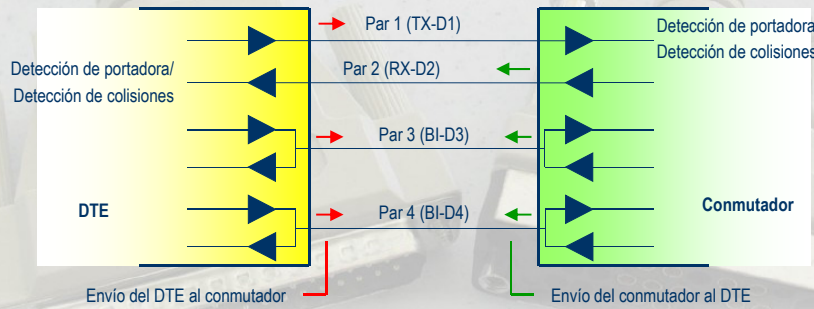 Par 1 (TX-D1)
Detección de portadora
Detección de colisiones
Par 2 (RX-D2)
Detección de portadora/
Detección de colisiones
Par 3 (BI-D3)
DTE
Par 4 (BI-D4)
Conmutador
Envío del DTE al conmutador
Envío del conmutador al DTE